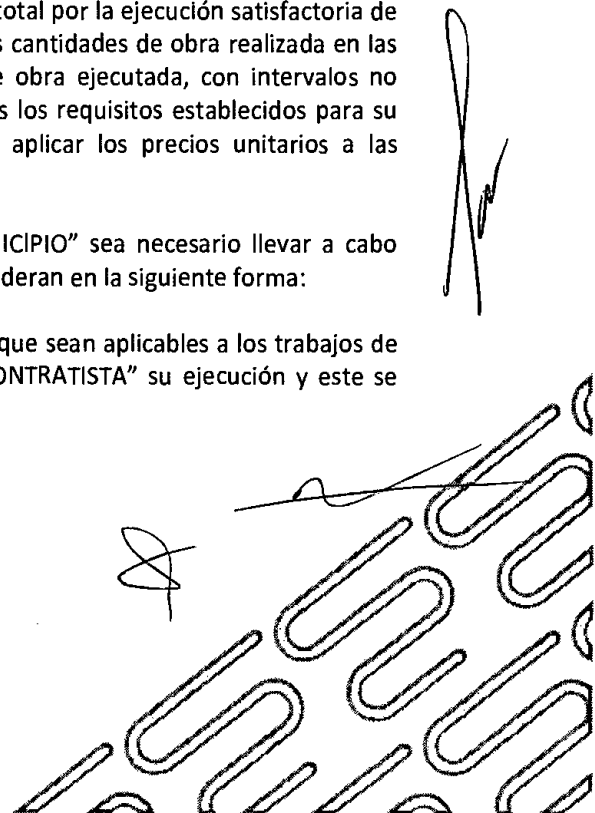 total por la ejecución satisfactoria de
s cantidades de obra realizada en las
e obra ejecutada, con intervalos no
s los requisitos establecidos para su
aplicar los precios unitarios a las
ICIPIO" sea necesario llevar a cabo
deran en la siguiente forma:
que sean aplicables a los trabajos de
ONTRATISTA" su ejecución y este se